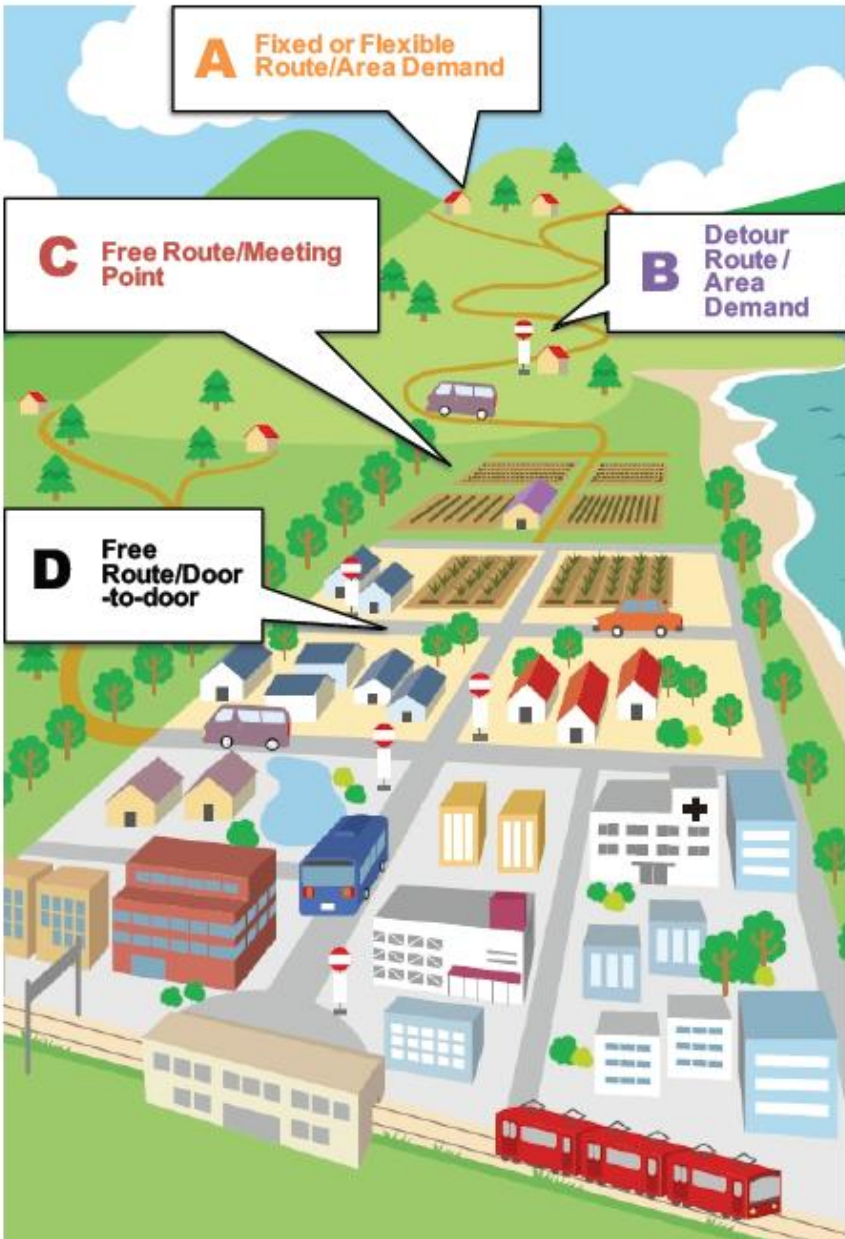 A
Fixed or Flexible
Route/Area Demand
C
Free Route/Meeting
Point
B
Detour
Route /
Area
Demand
D
Free
Route/Door
-to-door